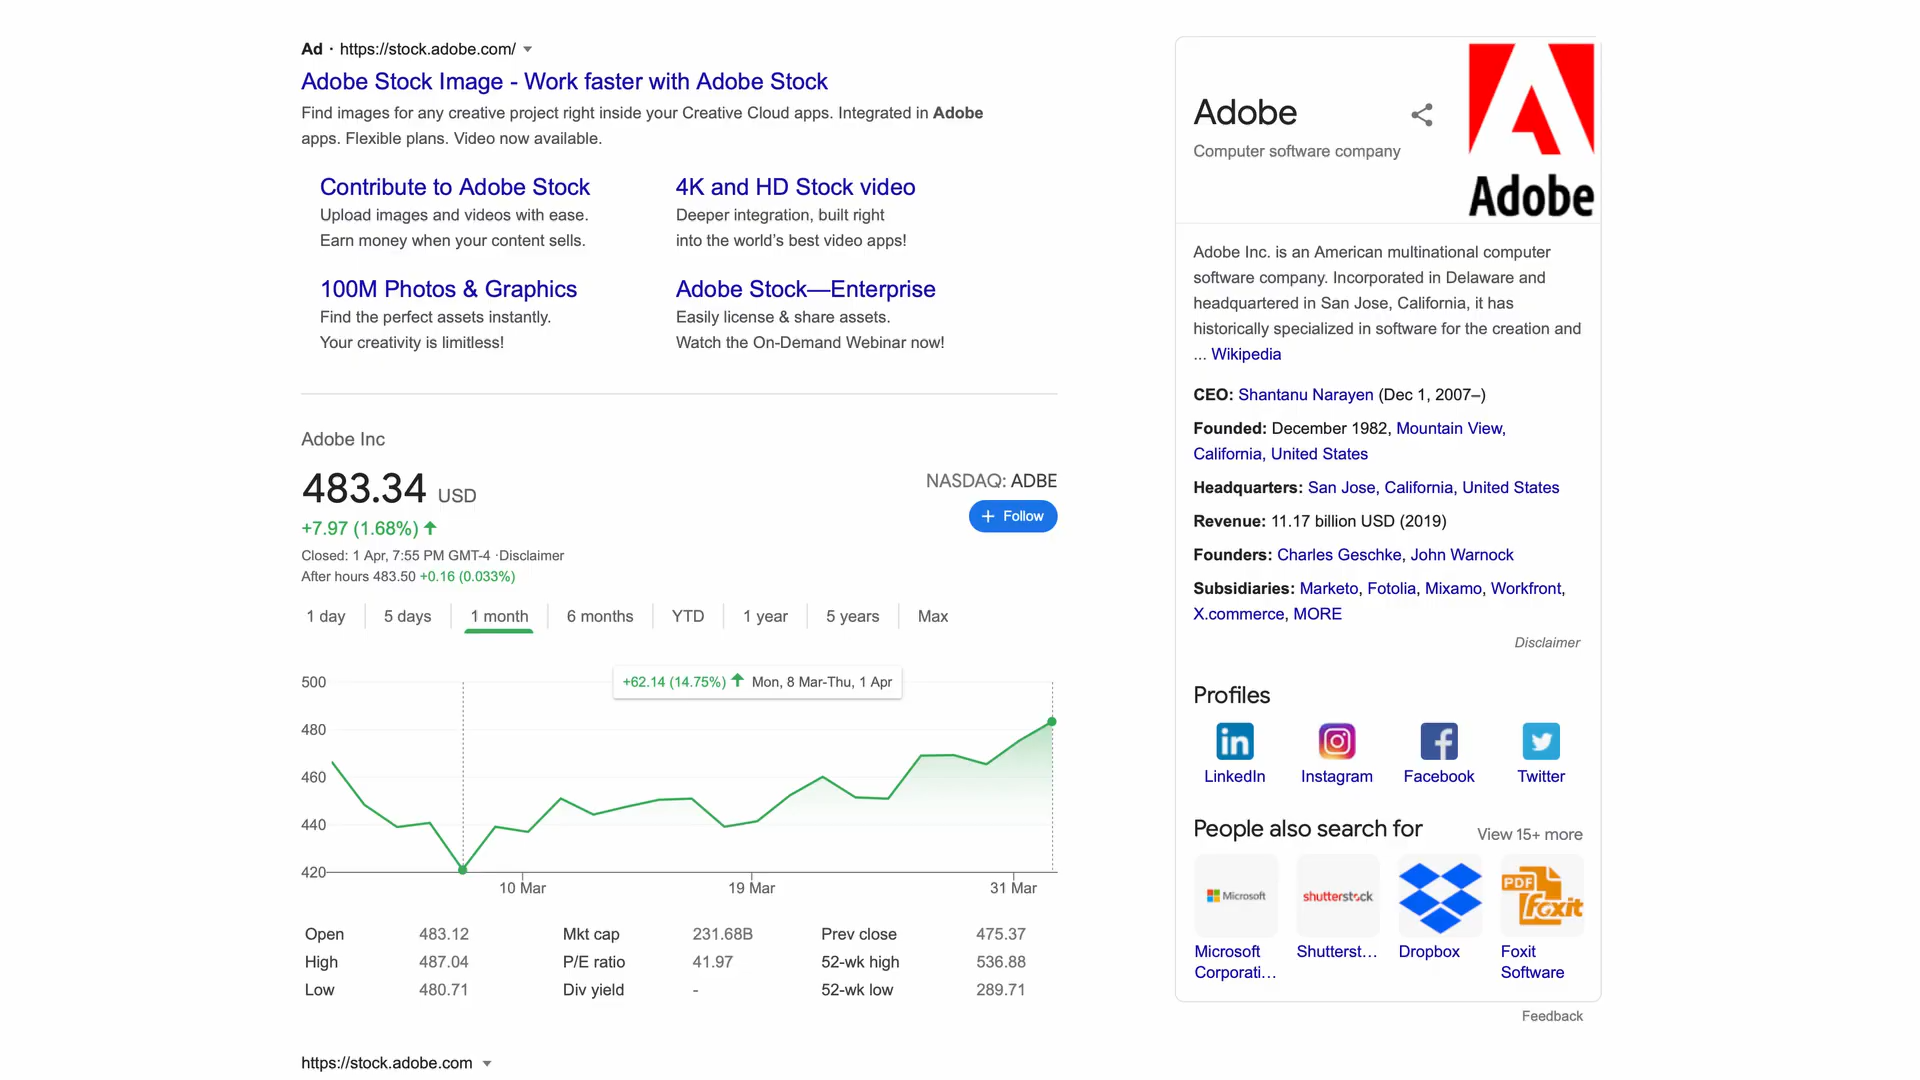 Ad · https://stock.adobe.com/
Adobe Stock Image - Work faster with Adobe Stock
Find images for any creative project right inside your Creative Cloud apps. Integrated in Adobe
apps. Flexible plans. Video now available.
Contribute to Adobe Stock
Upload images and videos with ease.
Earn money when your content sells.
4K and HD Stock video
Deeper integration, built right
into the world’s best video apps!
100M Photos & Graphics
Find the perfect assets instantly.
Your creativity is limitless!
Adobe Stock—Enterprise
Easily license & share assets.
Watch the On-Demand Webinar now!
Adobe Inc
483.34 USD
NASDAQ: ADBE
+7.97 (1.68%)
Follow
Closed: 1 Apr, 7:55 PM GMT-4 ·Disclaimer
After hours 483.50 +0.16 (0.033%)
1 day 5 days 1 month 6 months YTD 1 year 5 years Max
+62.14 (14.75%) Mon, 8 Mar-Thu, 1 Apr
500
480
460
440
420
10 Mar 19 Mar 31 Mar
Open 483.12 Mkt cap 231.68B Prev close 475.37
High 487.04 P/E ratio 41.97 52-wk high 536.88
Low 480.71 Div yield - 52-wk low 289.71
https://stock.adobe.com
Adobe
Computer software company
Adobe
Adobe Inc. is an American multinational computer
software company. Incorporated in Delaware and
headquartered in San Jose, California, it has
historically specialized in software for the creation and
... Wikipedia
CEO: Shantanu Narayen (Dec 1, 2007–)
Founded: December 1982, Mountain View,
California, United States
Headquarters: San Jose, California, United States
Revenue: 11.17 billion USD (2019)
Founders: Charles Geschke, John Warnock
Subsidiaries: Marketo, Fotolia, Mixamo, Workfront,
X.commerce, MORE
Disclaimer
Profiles
in
LinkedIn Instagram Facebook Twitter
People also search for
View 15+ more
Microsoft
shutterstock
PDF
foxit
Microsoft Shutterst... Dropbox Foxit
Corporati... Software
Feedback